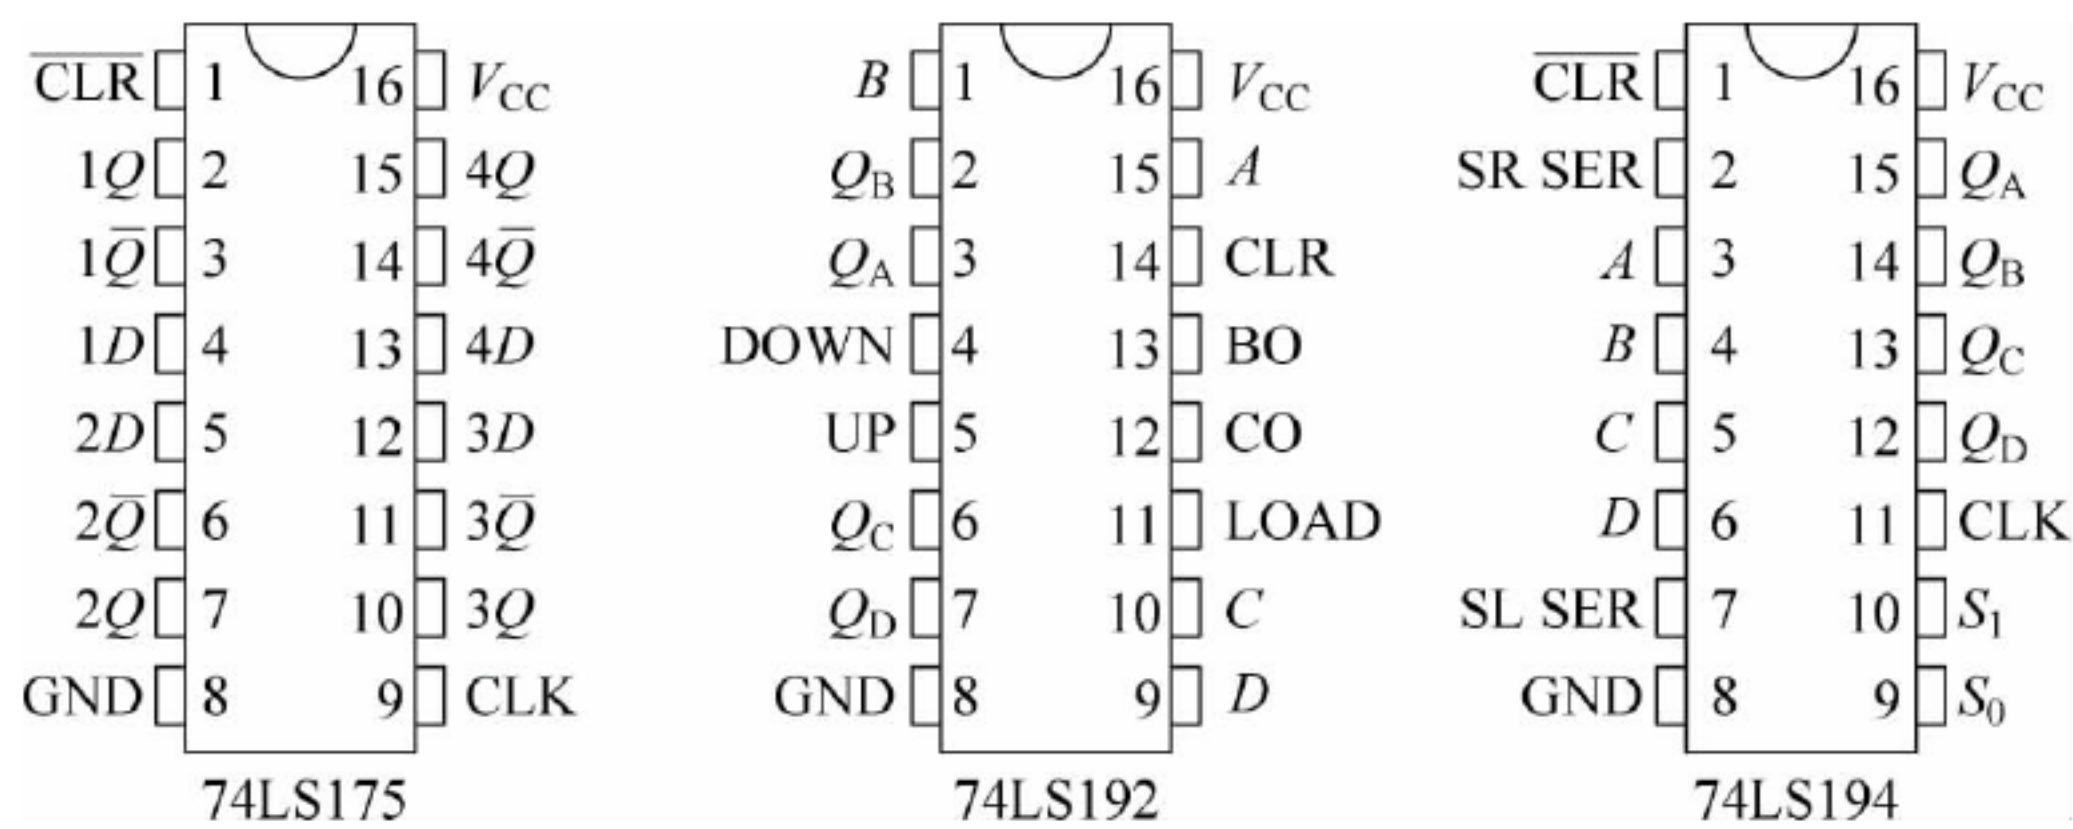 CLR 1 16 VCC B 1 16 VCC CLR 1 16 VCC
1Q 2 15 4Q QB 2 15 A SR SER 2 15 QA
1Q̅ 3 14 4Q̅ QA 3 14 CLR A 3 14 QB
1D 4 13 4D DOWN 4 13 BO B 4 13 QC
2D 5 12 3D UP 5 12 CO C 5 12 QD
2Q̅ 6 11 3Q̅ QC 6 11 LOAD D 6 11 CLK
2Q 7 10 3Q QD 7 10 C SL SER 7 10 S1
GND 8 9 CLK GND 8 9 D GND 8 9 S0
74LS175 74LS192 74LS194